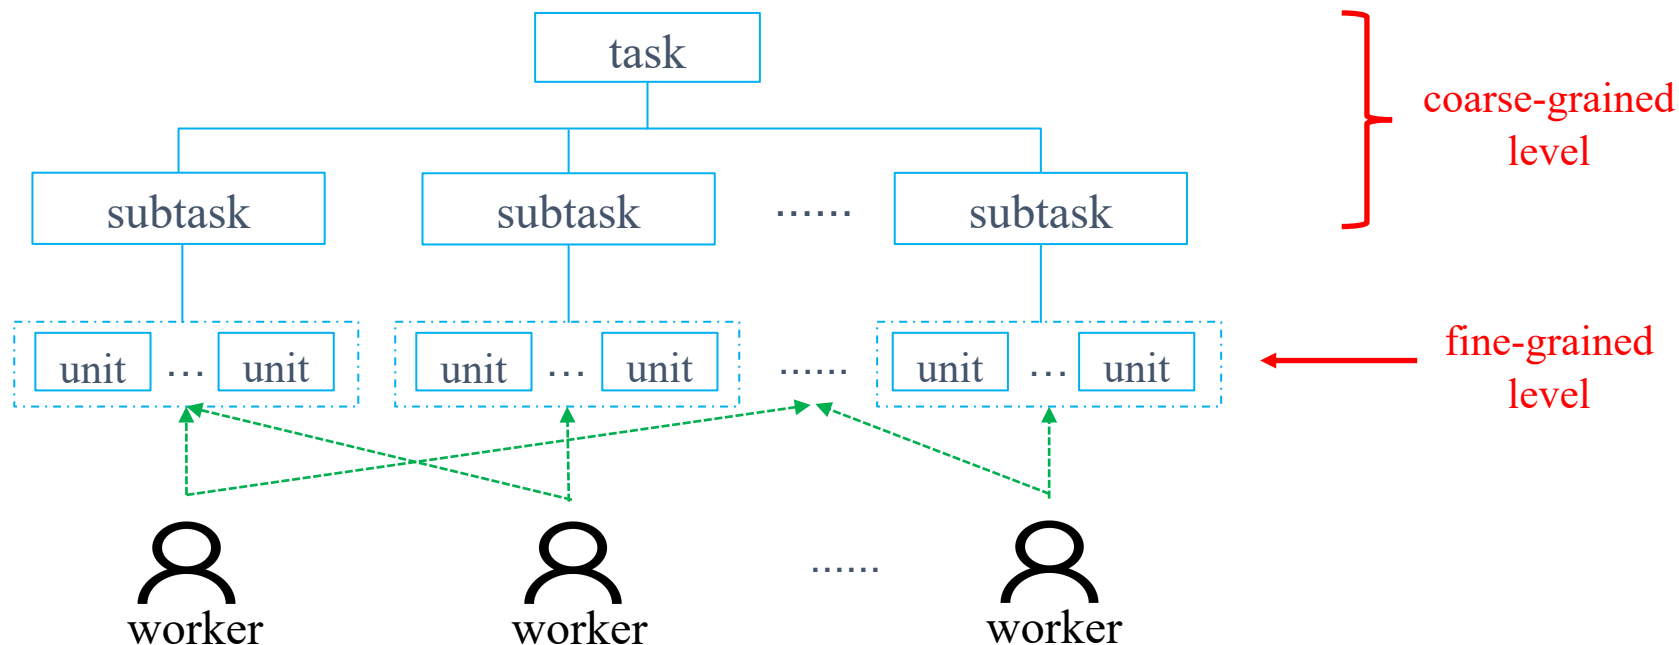 task
coarse-grained
level
subtask subtask ...... subtask
unit ... unit unit ... unit ...... unit ... unit
fine-grained
level
......
worker worker worker